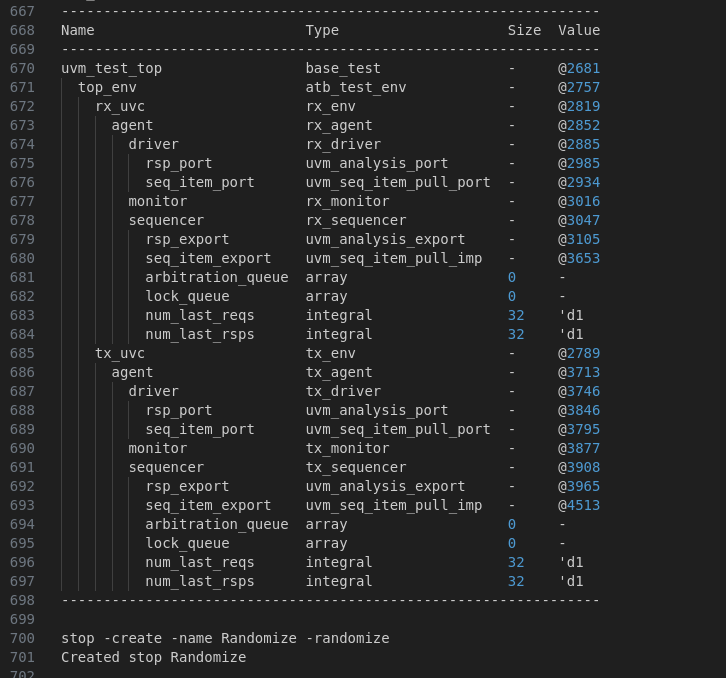 667 ----------------------------------------------------------------
668 Name                         Type                    Size  Value
669 ----------------------------------------------------------------
670 uvm_test_top                 base_test               -     @2681
671   top_env                    atb_test_env            -     @2757
672     rx_uvc                   rx_env                  -     @2819
673       agent                  rx_agent                -     @2852
674         driver               rx_driver               -     @2885
675           rsp_port           uvm_analysis_port       -     @2985
676           seq_item_port      uvm_seq_item_pull_port  -     @2934
677         monitor              rx_monitor              -     @3016
678         sequencer            rx_sequencer            -     @3047
679           rsp_export         uvm_analysis_export     -     @3105
680           seq_item_export    uvm_seq_item_pull_imp   -     @3653
681           arbitration_queue  array                   0     -
682           lock_queue         array                   0     -
683           num_last_reqs      integral                32    'd1
684           num_last_rsps      integral                32    'd1
685     tx_uvc                   tx_env                  -     @2789
686       agent                  tx_agent                -     @3713
687         driver               tx_driver               -     @3746
688           rsp_port           uvm_analysis_port       -     @3846
689           seq_item_port      uvm_seq_item_pull_port  -     @3795
690         monitor              tx_monitor              -     @3877
691         sequencer            tx_sequencer            -     @3908
692           rsp_export         uvm_analysis_export     -     @3965
693           seq_item_export    uvm_seq_item_pull_imp   -     @4513
694           arbitration_queue  array                   0     -
695           lock_queue         array                   0     -
696           num_last_reqs      integral                32    'd1
697           num_last_rsps      integral                32    'd1
698 ----------------------------------------------------------------
699
700 stop -create -name Randomize -randomize
701 Created stop Randomize
702